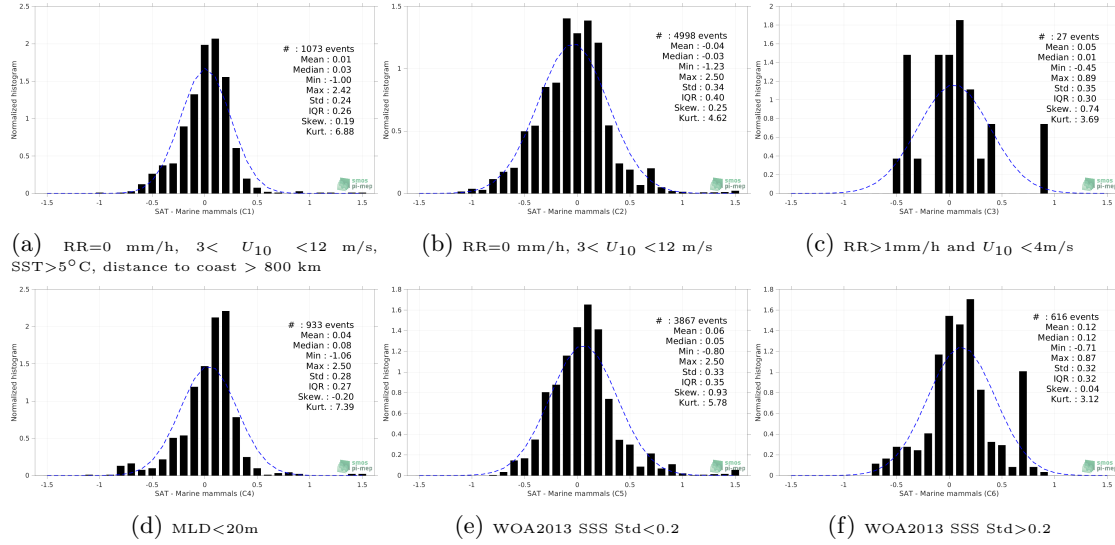 2.5
2
1.5
1
0.5
0
Normalized histogram
# : 1073 events
Mean : 0.01
Median : 0.03
Min : -1.00
Max : 2.42
Std : 0.24
IQR : 0.26
Skew. : 0.19
Kurt. : 6.88
smos
pi-mep
-1.5 -1 -0.5 0 0.5 1 1.5
SAT - Marine mammals (C1)
(a) RR=0 mm/h, 3< U10 <12 m/s,
SST>5°C, distance to coast > 800 km
1.5
1
0.5
0
Normalized histogram
# : 4998 events
Mean : -0.04
Median : -0.03
Min : -1.23
Max : 2.50
Std : 0.34
IQR : 0.40
Skew. : 0.25
Kurt. : 4.62
smos
pi-mep
-1.5 -1 -0.5 0 0.5 1 1.5
SAT - Marine mammals (C2)
(b) RR=0 mm/h, 3< U10 <12 m/s
2
1.8
1.6
1.4
1.2
1
0.8
0.6
0.4
0.2
0
Normalized histogram
# : 27 events
Mean : 0.05
Median : 0.01
Min : -0.45
Max : 0.89
Std : 0.35
IQR : 0.30
Skew. : 0.74
Kurt. : 3.69
smos
pi-mep
-1.5 -1 -0.5 0 0.5 1 1.5
SAT - Marine mammals (C3)
(c) RR>1mm/h and U10 <4m/s
2.5
2
1.5
1
0.5
0
Normalized histogram
# : 933 events
Mean : 0.04
Median : 0.08
Min : -1.06
Max : 2.50
Std : 0.28
IQR : 0.27
Skew. : -0.20
Kurt. : 7.39
smos
pi-mep
-1.5 -1 -0.5 0 0.5 1 1.5
SAT - Marine mammals (C4)
(d) MLD<20m
1.8
1.6
1.4
1.2
1
0.8
0.6
0.4
0.2
0
Normalized histogram
# : 3867 events
Mean : 0.06
Median : 0.05
Min : -0.80
Max : 2.50
Std : 0.33
IQR : 0.35
Skew. : 0.93
Kurt. : 5.78
smos
pi-mep
-1.5 -1 -0.5 0 0.5 1 1.5
SAT - Marine mammals (C5)
(e) WOA2013 SSS Std<0.2
1.8
1.6
1.4
1.2
1
0.8
0.6
0.4
0.2
0
Normalized histogram
# : 616 events
Mean : 0.12
Median : 0.12
Min : -0.71
Max : 0.87
Std : 0.32
IQR : 0.32
Skew. : 0.04
Kurt. : 3.12
smos
pi-mep
-1.5 -1 -0.5 0 0.5 1 1.5
SAT - Marine mammals (C6)
(f) WOA2013 SSS Std>0.2